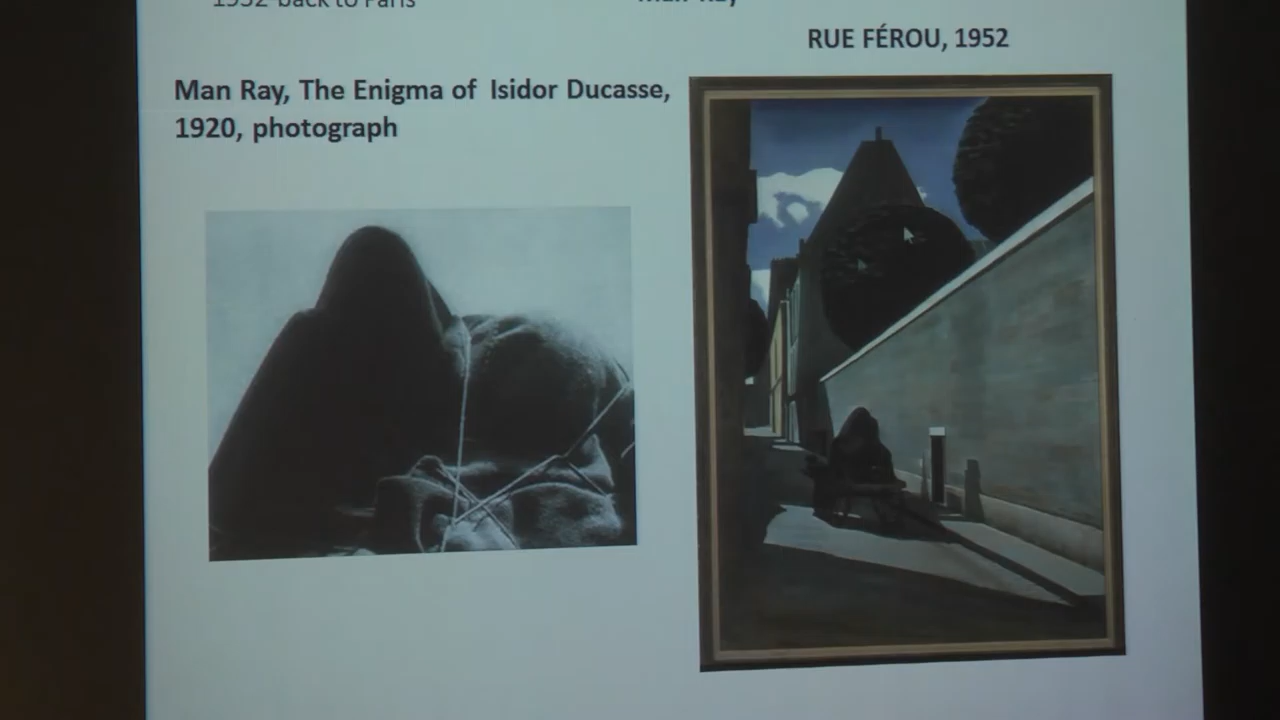 1952 back to Paris
Man Ray
RUE FÉROU, 1952
Man Ray, The Enigma of Isidor Ducasse,
1920, photograph